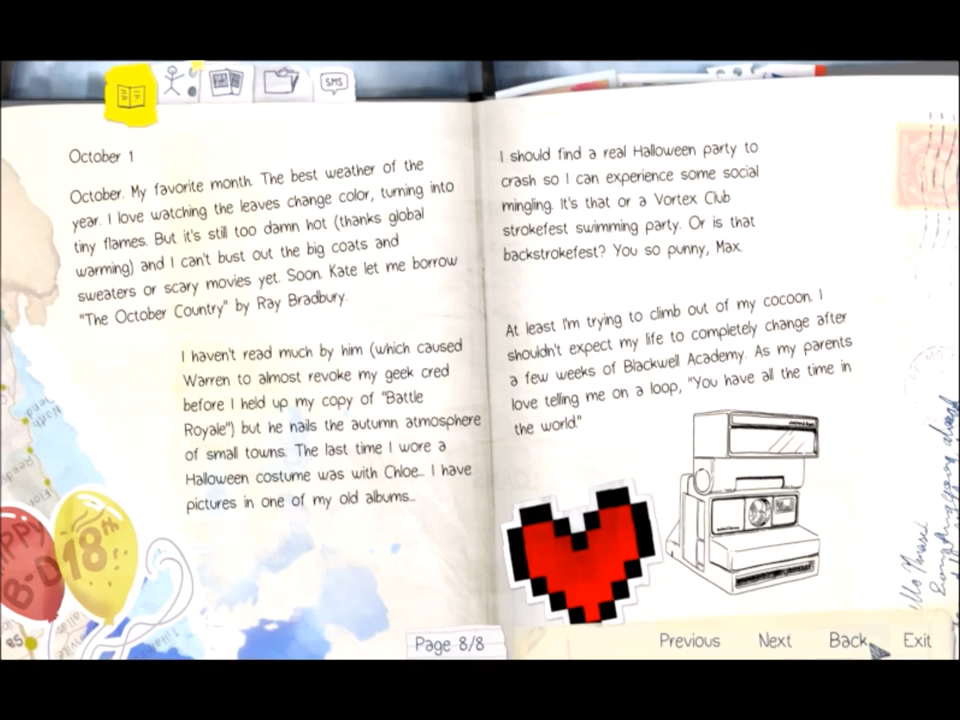 SMS
October 1
October. My favorite month. The best weather of the
year. I love watching the leaves change color, turning into
tiny flames. But it's still too damn hot (thanks global
warming) and I can't bust out the big coats and
sweaters or scary movies yet. Soon. Kate let me borrow
"The October Country" by Ray Bradbury.
I haven't read much by him (which caused
Warren to almost revoke my geek cred
before I held up my copy of "Battle
Royale") but he nails the autumn atmosphere
of small towns. The last time I wore a
Halloween costume was with Chloe... I have
pictures in one of my old albums...
I should find a real Halloween party to
crash so I can experience some social
mingling. It's that or a Vortex Club
strokefest swimming party. Or is that
backstrokefest? You so punny, Max.
At least I'm trying to climb out of my cocoon. I
shouldn't expect my life to completely change after
a few weeks of Blackwell Academy. As my parents
love telling me on a loop, "You have all the time in
the world."
HAPPY
B-D
18th
Page 8/8
Previous Next Back Exit